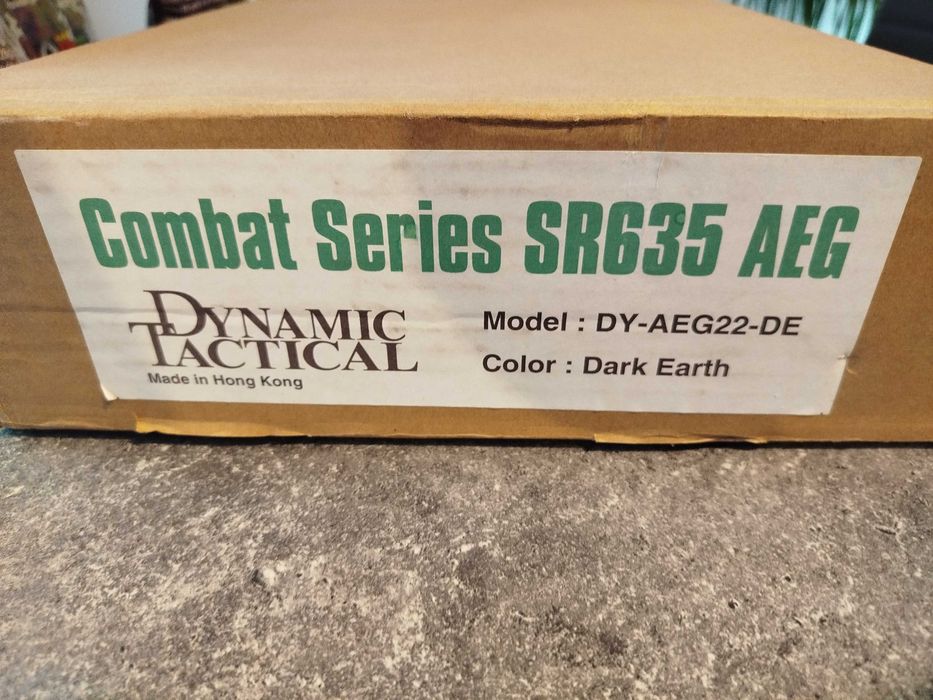 Combat Series SR635 AEG
DYNAMIC
TACTICAL
Made in Hong Kong
Model : DY-AEG22-DE
Color : Dark Earth